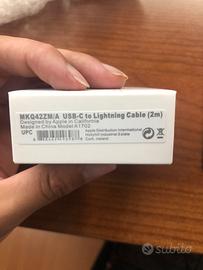 MKQ42ZM/A USB-C to Lightning Cable (2m)
Designed by Apple in California
Made in China Model A1702
UPC
Apple Distribution International
Hollyhill Industrial Estate
Cork, Ireland
subito